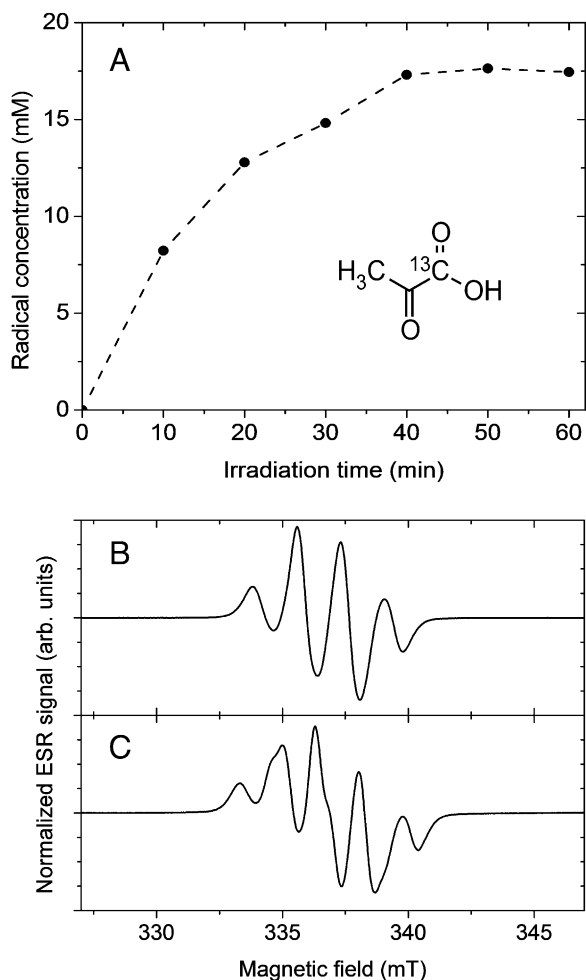 A
Radical concentration (mM)
20
15
10
5
0
O
H3C 13C OH
O
0 10 20 30 40 50 60
Irradiation time (min)
B
C
Normalized ESR signal (arb. units)
330 335 340 345
Magnetic field (mT)